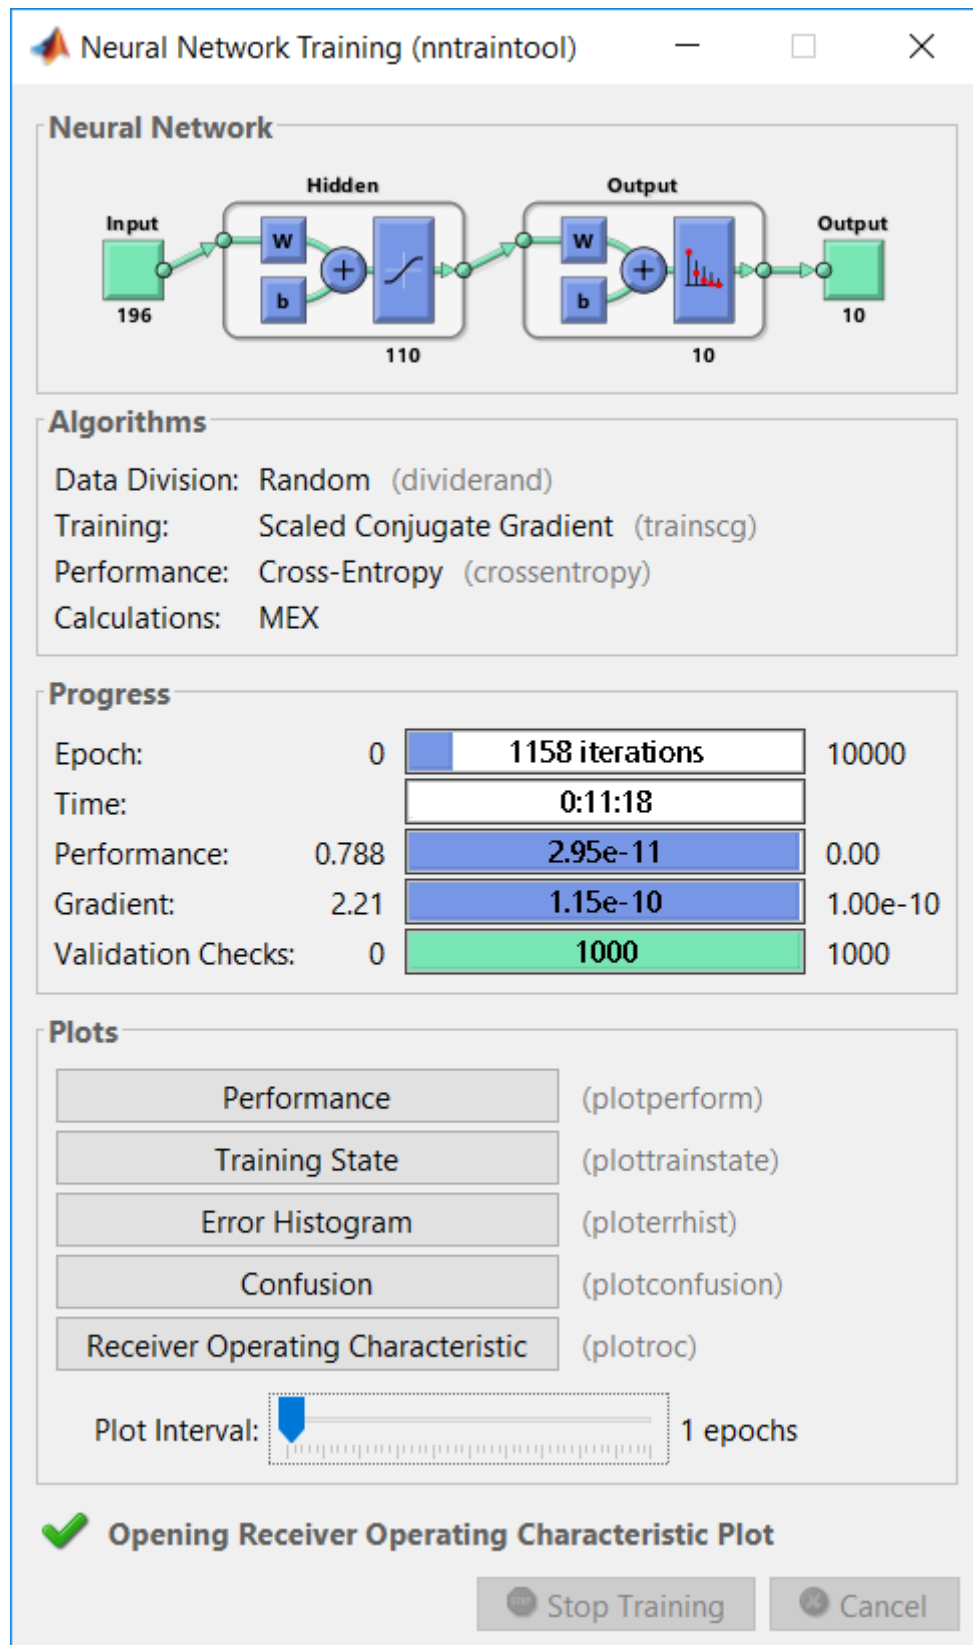 Neural Network Training (nntraintool)
Neural Network
Hidden
Output
Input
Output
W
b
W
b
196
10
110
10
Algorithms
Data Division: Random (dividerand)
Training: Scaled Conjugate Gradient (trainscg)
Performance: Cross-Entropy (crossentropy)
Calculations: MEX
Progress
Epoch: 0 1158 iterations 10000
Time: 0:11:18
Performance: 0.788 2.95e-11 0.00
Gradient: 2.21 1.15e-10 1.00e-10
Validation Checks: 0 1000 1000
Plots
Performance (plotperform)
Training State (plottrainstate)
Error Histogram (ploterrhist)
Confusion (plotconfusion)
Receiver Operating Characteristic (plotroc)
Plot Interval: 1 epochs
Opening Receiver Operating Characteristic Plot
Stop Training Cancel